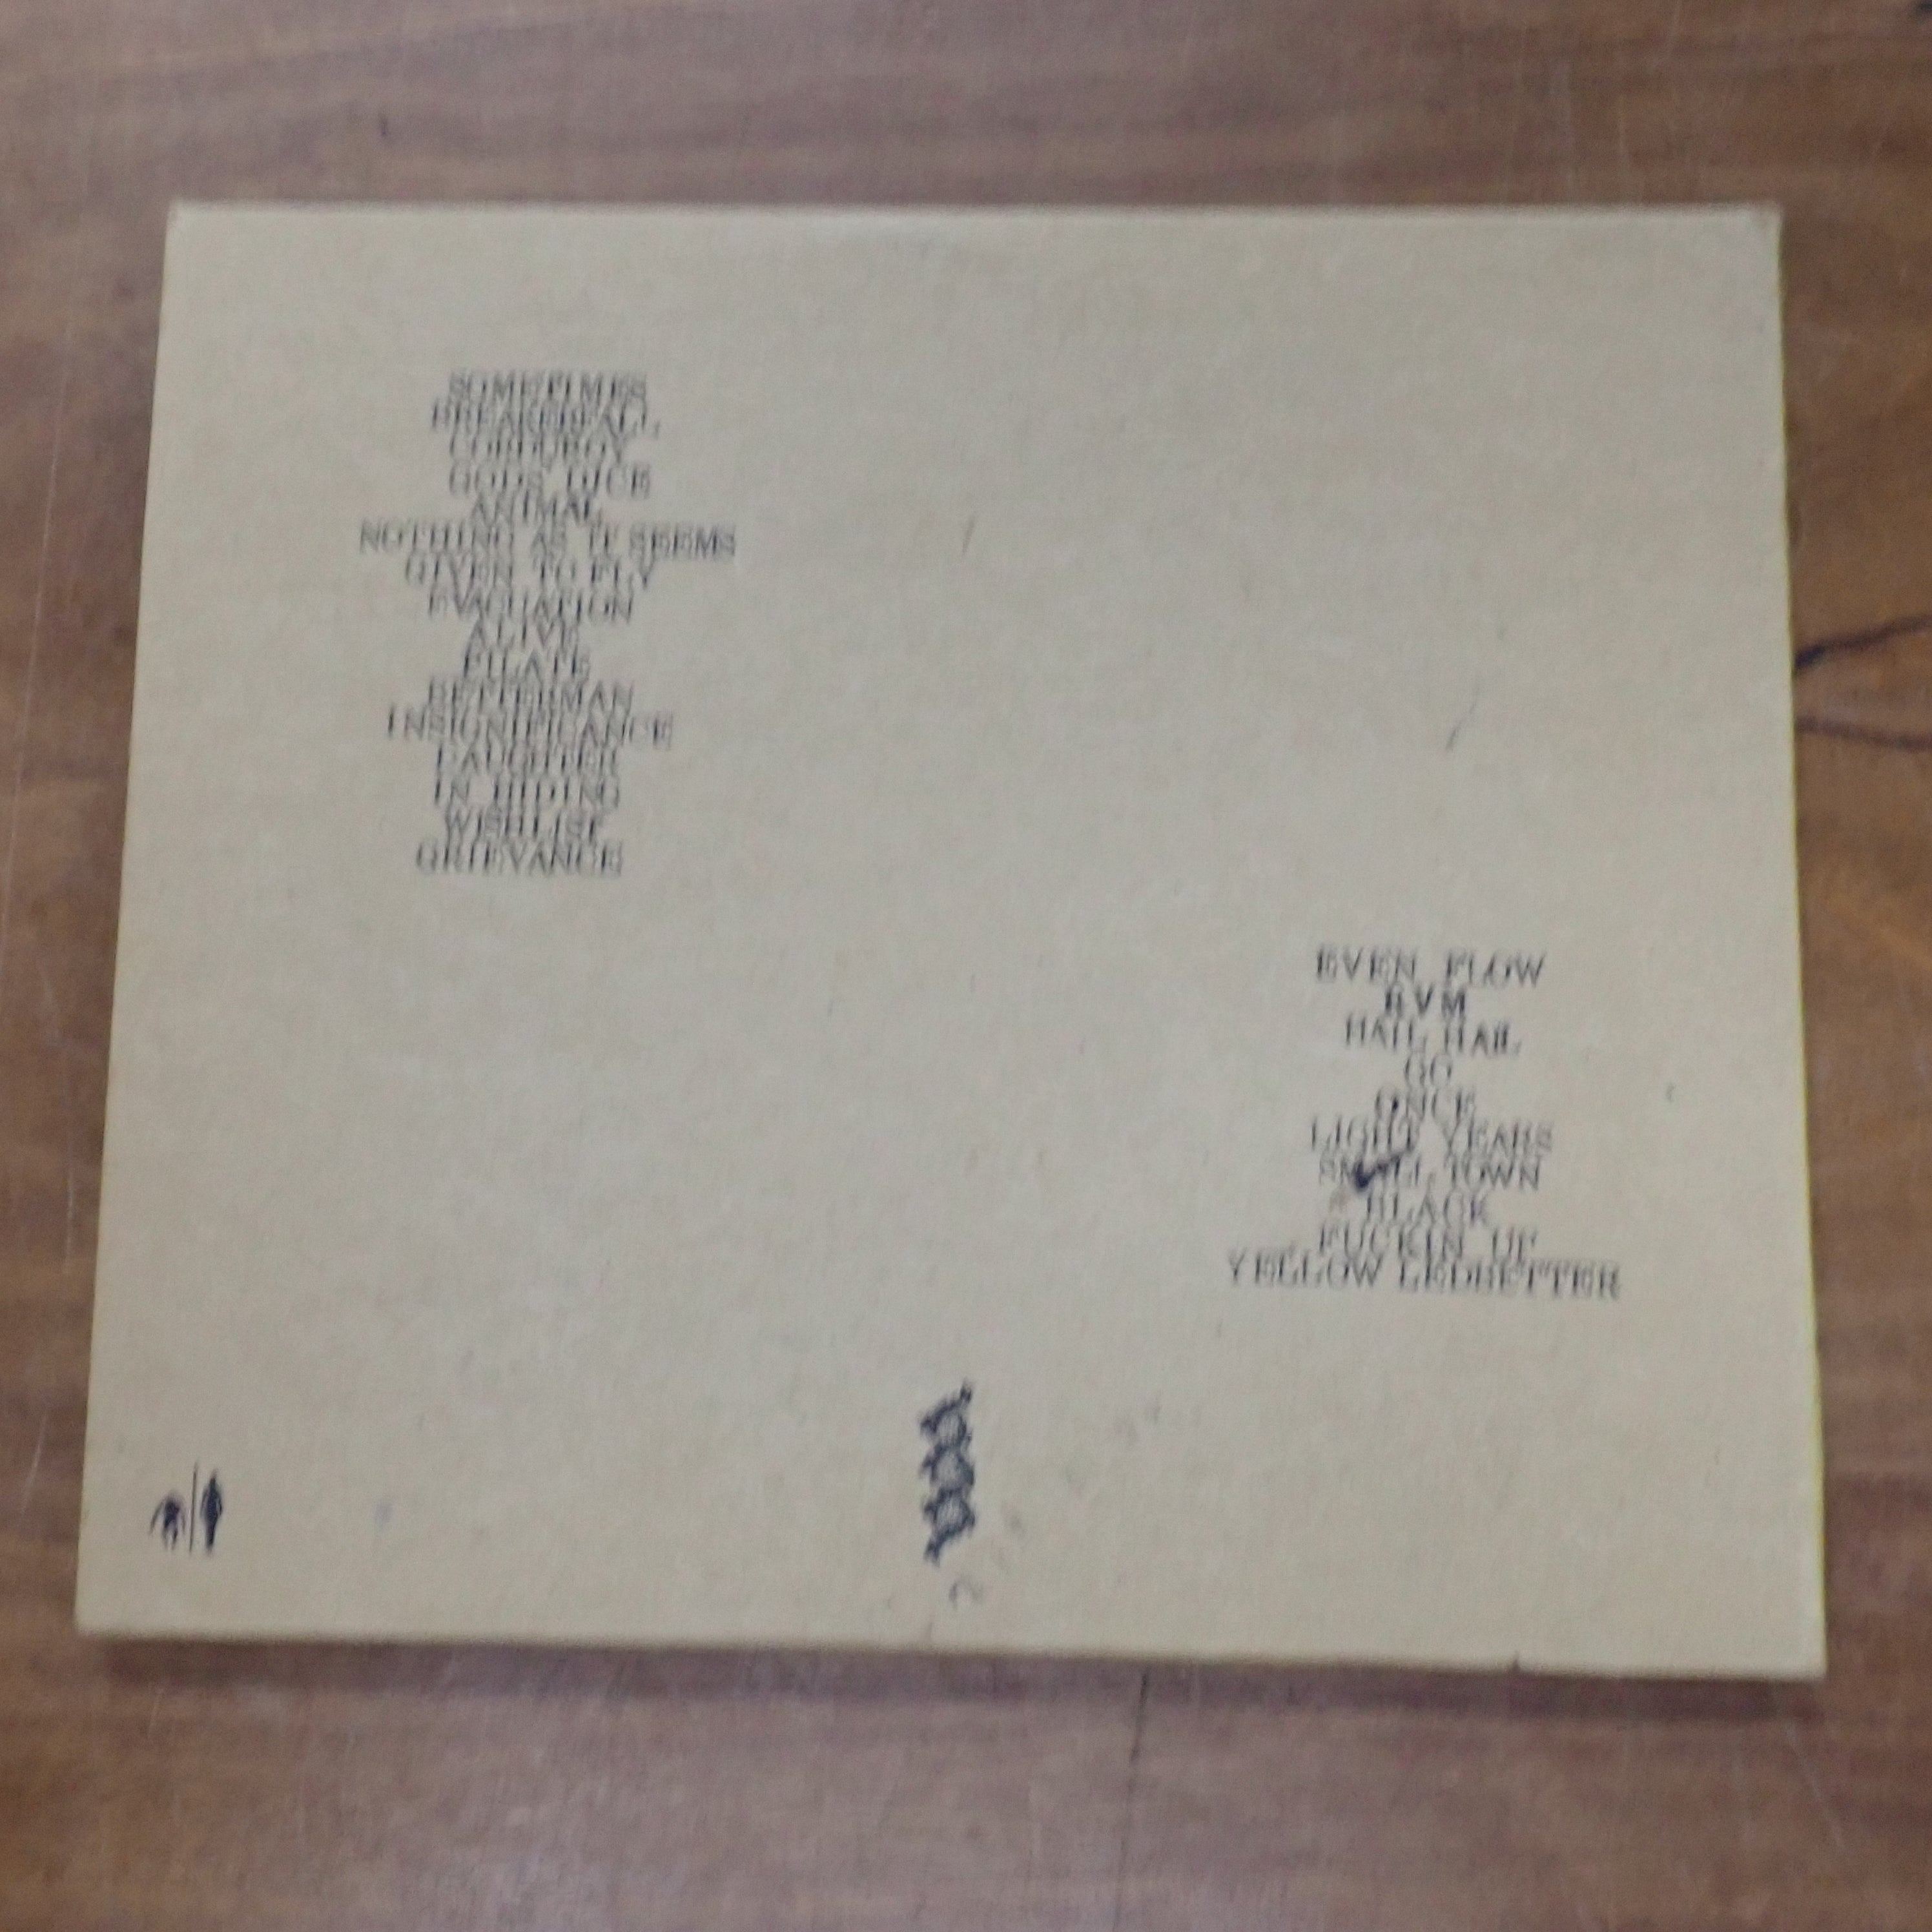 SOMETIMES
BREAKERFALL
CORDUROY
GODS' DICE
ANIMAL
NOTHING AS IT SEEMS
GIVEN TO FLY
EVACUATION
ALIVE
PILATE
BETTERMAN
INSIGNIFICANCE
DAUGHTER
IN HIDING
WISHLIST
GRIEVANCE
EVEN FLOW
RVM
HAIL HAIL
GO
ONCE
LIGHT YEARS
SMALL TOWN
BLACK
FUCKIN UP
YELLOW LEDBETTER